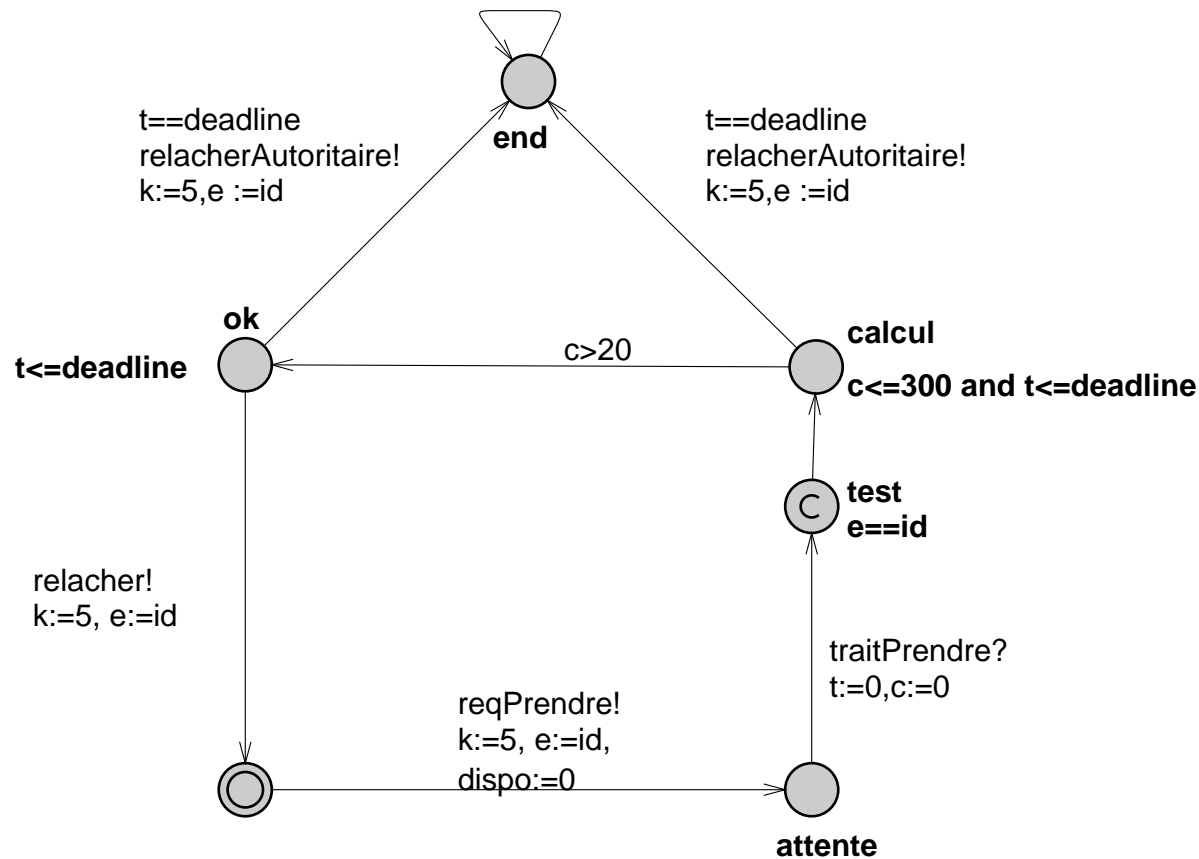 t==deadline
relacherAutoritaire!
k:=5,e :=id
end
t==deadline
relacherAutoritaire!
k:=5,e :=id
ok
t<=deadline
c>20
calcul
c<=300 and t<=deadline
C
test
e==id
relacher!
k:=5, e:=id
traitPrendre?
t:=0,c:=0
reqPrendre!
k:=5, e:=id,
dispo:=0
attente